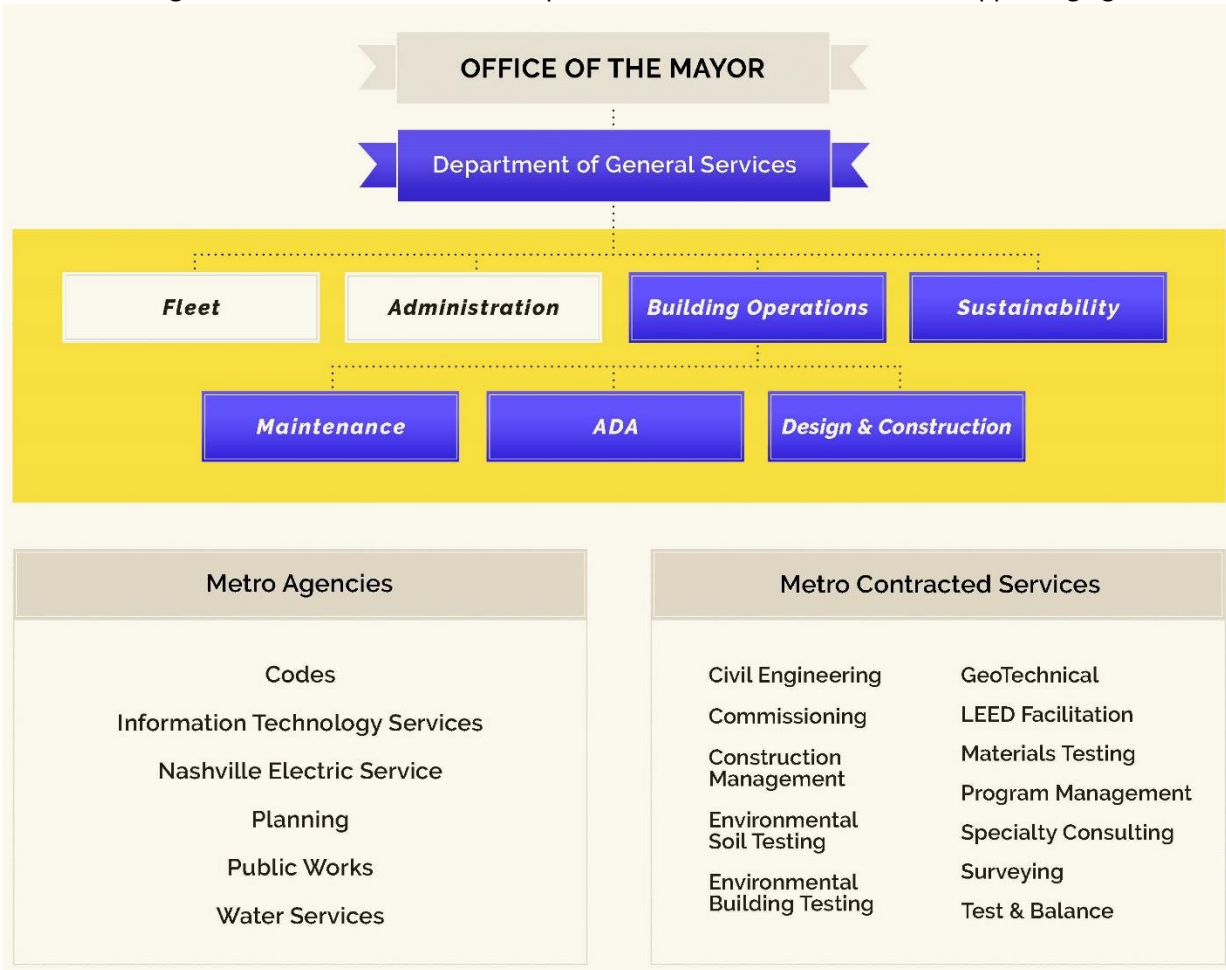 OFFICE OF THE MAYOR
Department of General Services
Fleet
Administration
Building Operations
Sustainability
Maintenance
ADA
Design & Construction
Metro Agencies
Codes
Information Technology Services
Nashville Electric Service
Planning
Public Works
Water Services
Metro Contracted Services
Civil Engineering
Commissioning
Construction
Management
Environmental
Soil Testing
Environmental
Building Testing
GeoTechnical
LEED Facilitation
Materials Testing
Program Management
Specialty Consulting
Surveying
Test & Balance